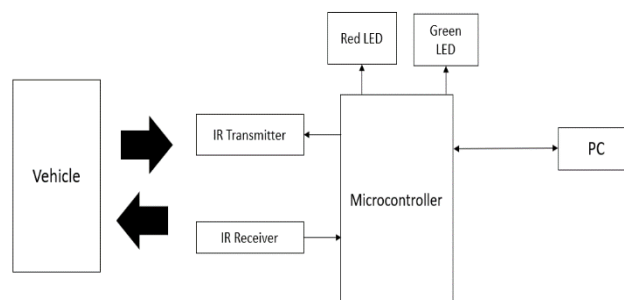 Red LED
Green
LED
IR Transmitter
Vehicle
PC
Microcontroller
IR Receiver